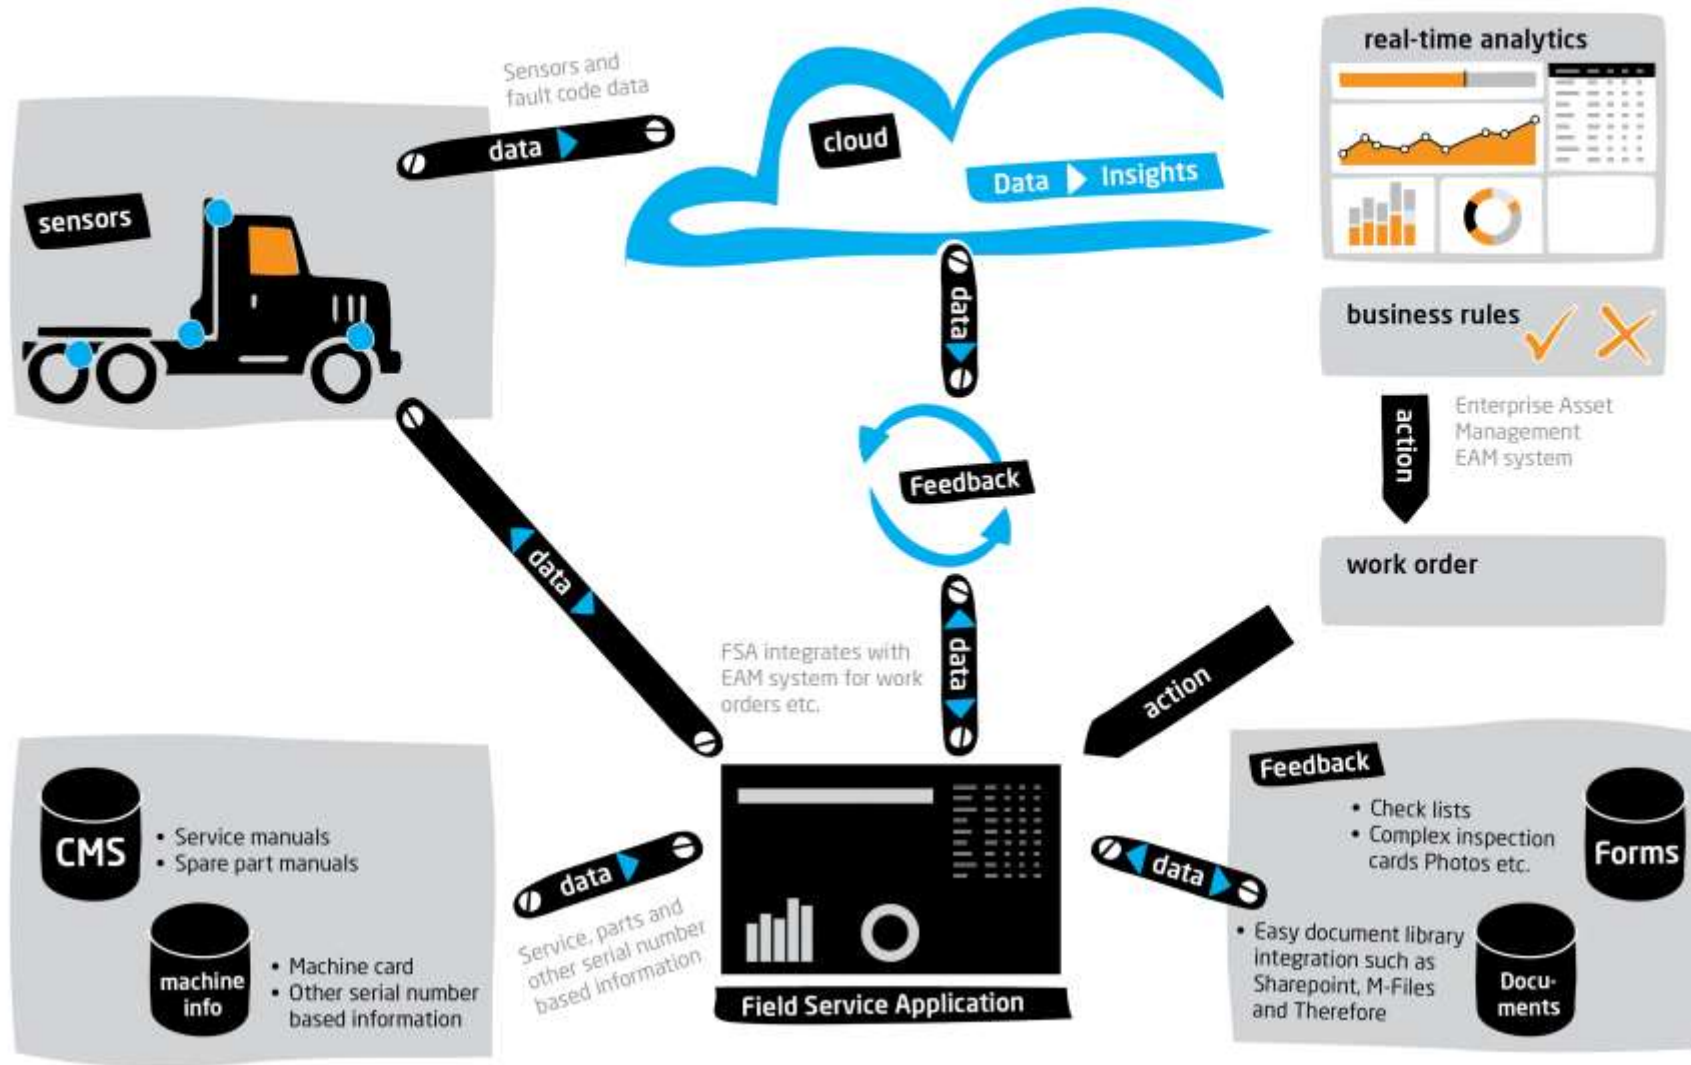 Sensors and
fault code data
data
sensors
cloud
Data Insights
real-time analytics
business rules
action
Enterprise Asset
Management
EAM system
work order
action
data
Feedback
data
data
FSA integrates with
EAM system for work
orders etc.
CMS
• Service manuals
• Spare part manuals
machine
info
• Machine card
• Other serial number
based information
data
Service, parts and
other serial number
based information
Field Service Application
data
Feedback
• Check lists
• Complex inspection
cards Photos etc.
Forms
• Easy document library
integration such as
Sharepoint, M-Files
and Therefore
Docu-
ments